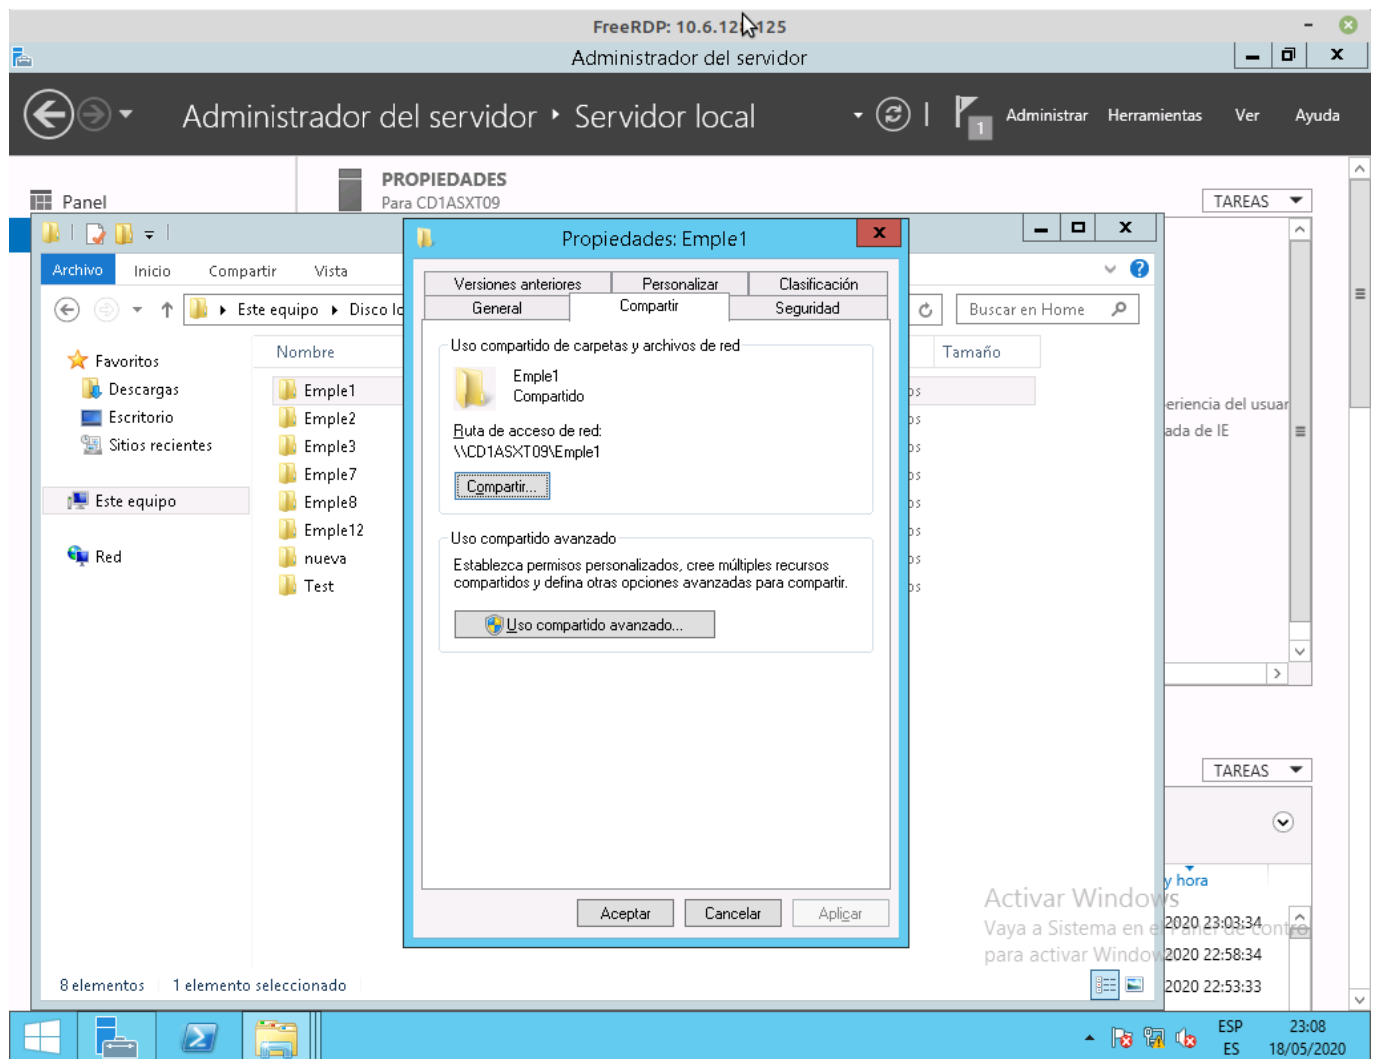 FreeRDP: 10.6.12 125
Administrador del servidor
Administrador del servidor ‣ Servidor local
1
Administrar
Herramientas
Ver
Ayuda
Panel
PROPIEDADES
Para CD1ASXT09
TAREAS
Archivo
Inicio
Compartir
Vista
Este equipo
Disco lo
Buscar en Home
Favoritos
Descargas
Escritorio
Sitios recientes
Este equipo
Red
Nombre
Tamaño
Emple1
Emple2
Emple3
Emple7
Emple8
Emple12
nueva
Test
8 elementos
1 elemento seleccionado
Propiedades: Emple1
Versiones anteriores
Personalizar
Clasificación
General
Compartir
Seguridad
Uso compartido de carpetas y archivos de red
Emple1
Compartido
Ruta de acceso de red:
\\CD1ASXT09\Emple1
Compartir...
Uso compartido avanzado
Establezca permisos personalizados, cree múltiples recursos
compartidos y defina otras opciones avanzadas para compartir.
Uso compartido avanzado...
Aceptar
Cancelar
Aplicar
eriencia del usuar
ada de IE
TAREAS
y hora
2020 23:03:34
2020 22:58:34
2020 22:53:33
Activar Windows
Vaya a Sistema en el Panel de contro
para activar Window
ESP
ES
23:08
18/05/2020